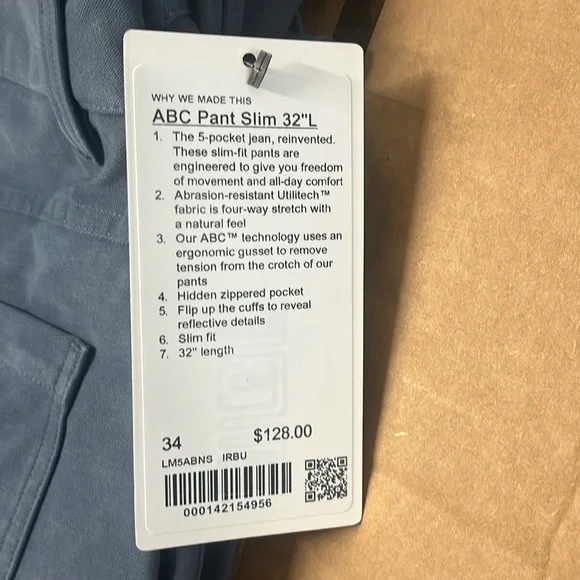 WHY WE MADE THIS
ABC Pant Slim 32"L
1. The 5-pocket jean, reinvented.
These slim-fit pants are
engineered to give you freedom
of movement and all-day comfort
2. Abrasion-resistant Utilitech™
fabric is four-way stretch with
a natural feel
3. Our ABC™ technology uses an
ergonomic gusset to remove
tension from the crotch of our
pants
4. Hidden zippered pocket
5. Flip up the cuffs to reveal
reflective details
6. Slim fit
7. 32" length
34 $128.00
LM5ABNS IRBU
000142154956